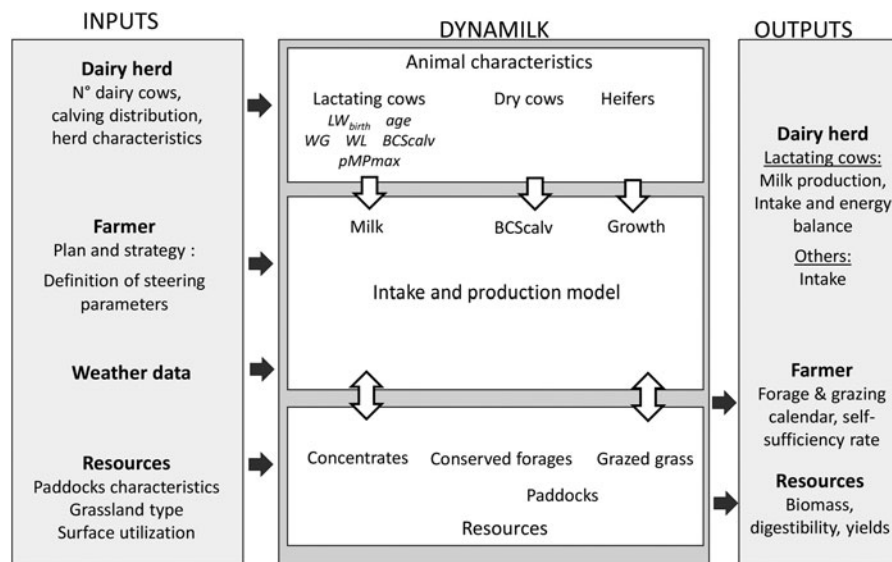 INPUTS
Dairy herd
N° dairy cows,
calving distribution,
herd characteristics
Farmer
Plan and strategy :
Definition of steering
parameters
Weather data
Resources
Paddocks characteristics
Grassland type
Surface utilization
DYNAMILK
Animal characteristics
Lactating cows Dry cows Heifers
LWbirth age
WG WL BCScalv
pMPmax
Milk BCScalv Growth
Intake and production model
Concentrates Conserved forages Grazed grass
Paddocks
Resources
OUTPUTS
Dairy herd
Lactating cows:
Milk production,
Intake and energy
balance
Others:
Intake
Farmer
Forage & grazing
calendar, self-
sufficiency rate
Resources
Biomass,
digestibility, yields